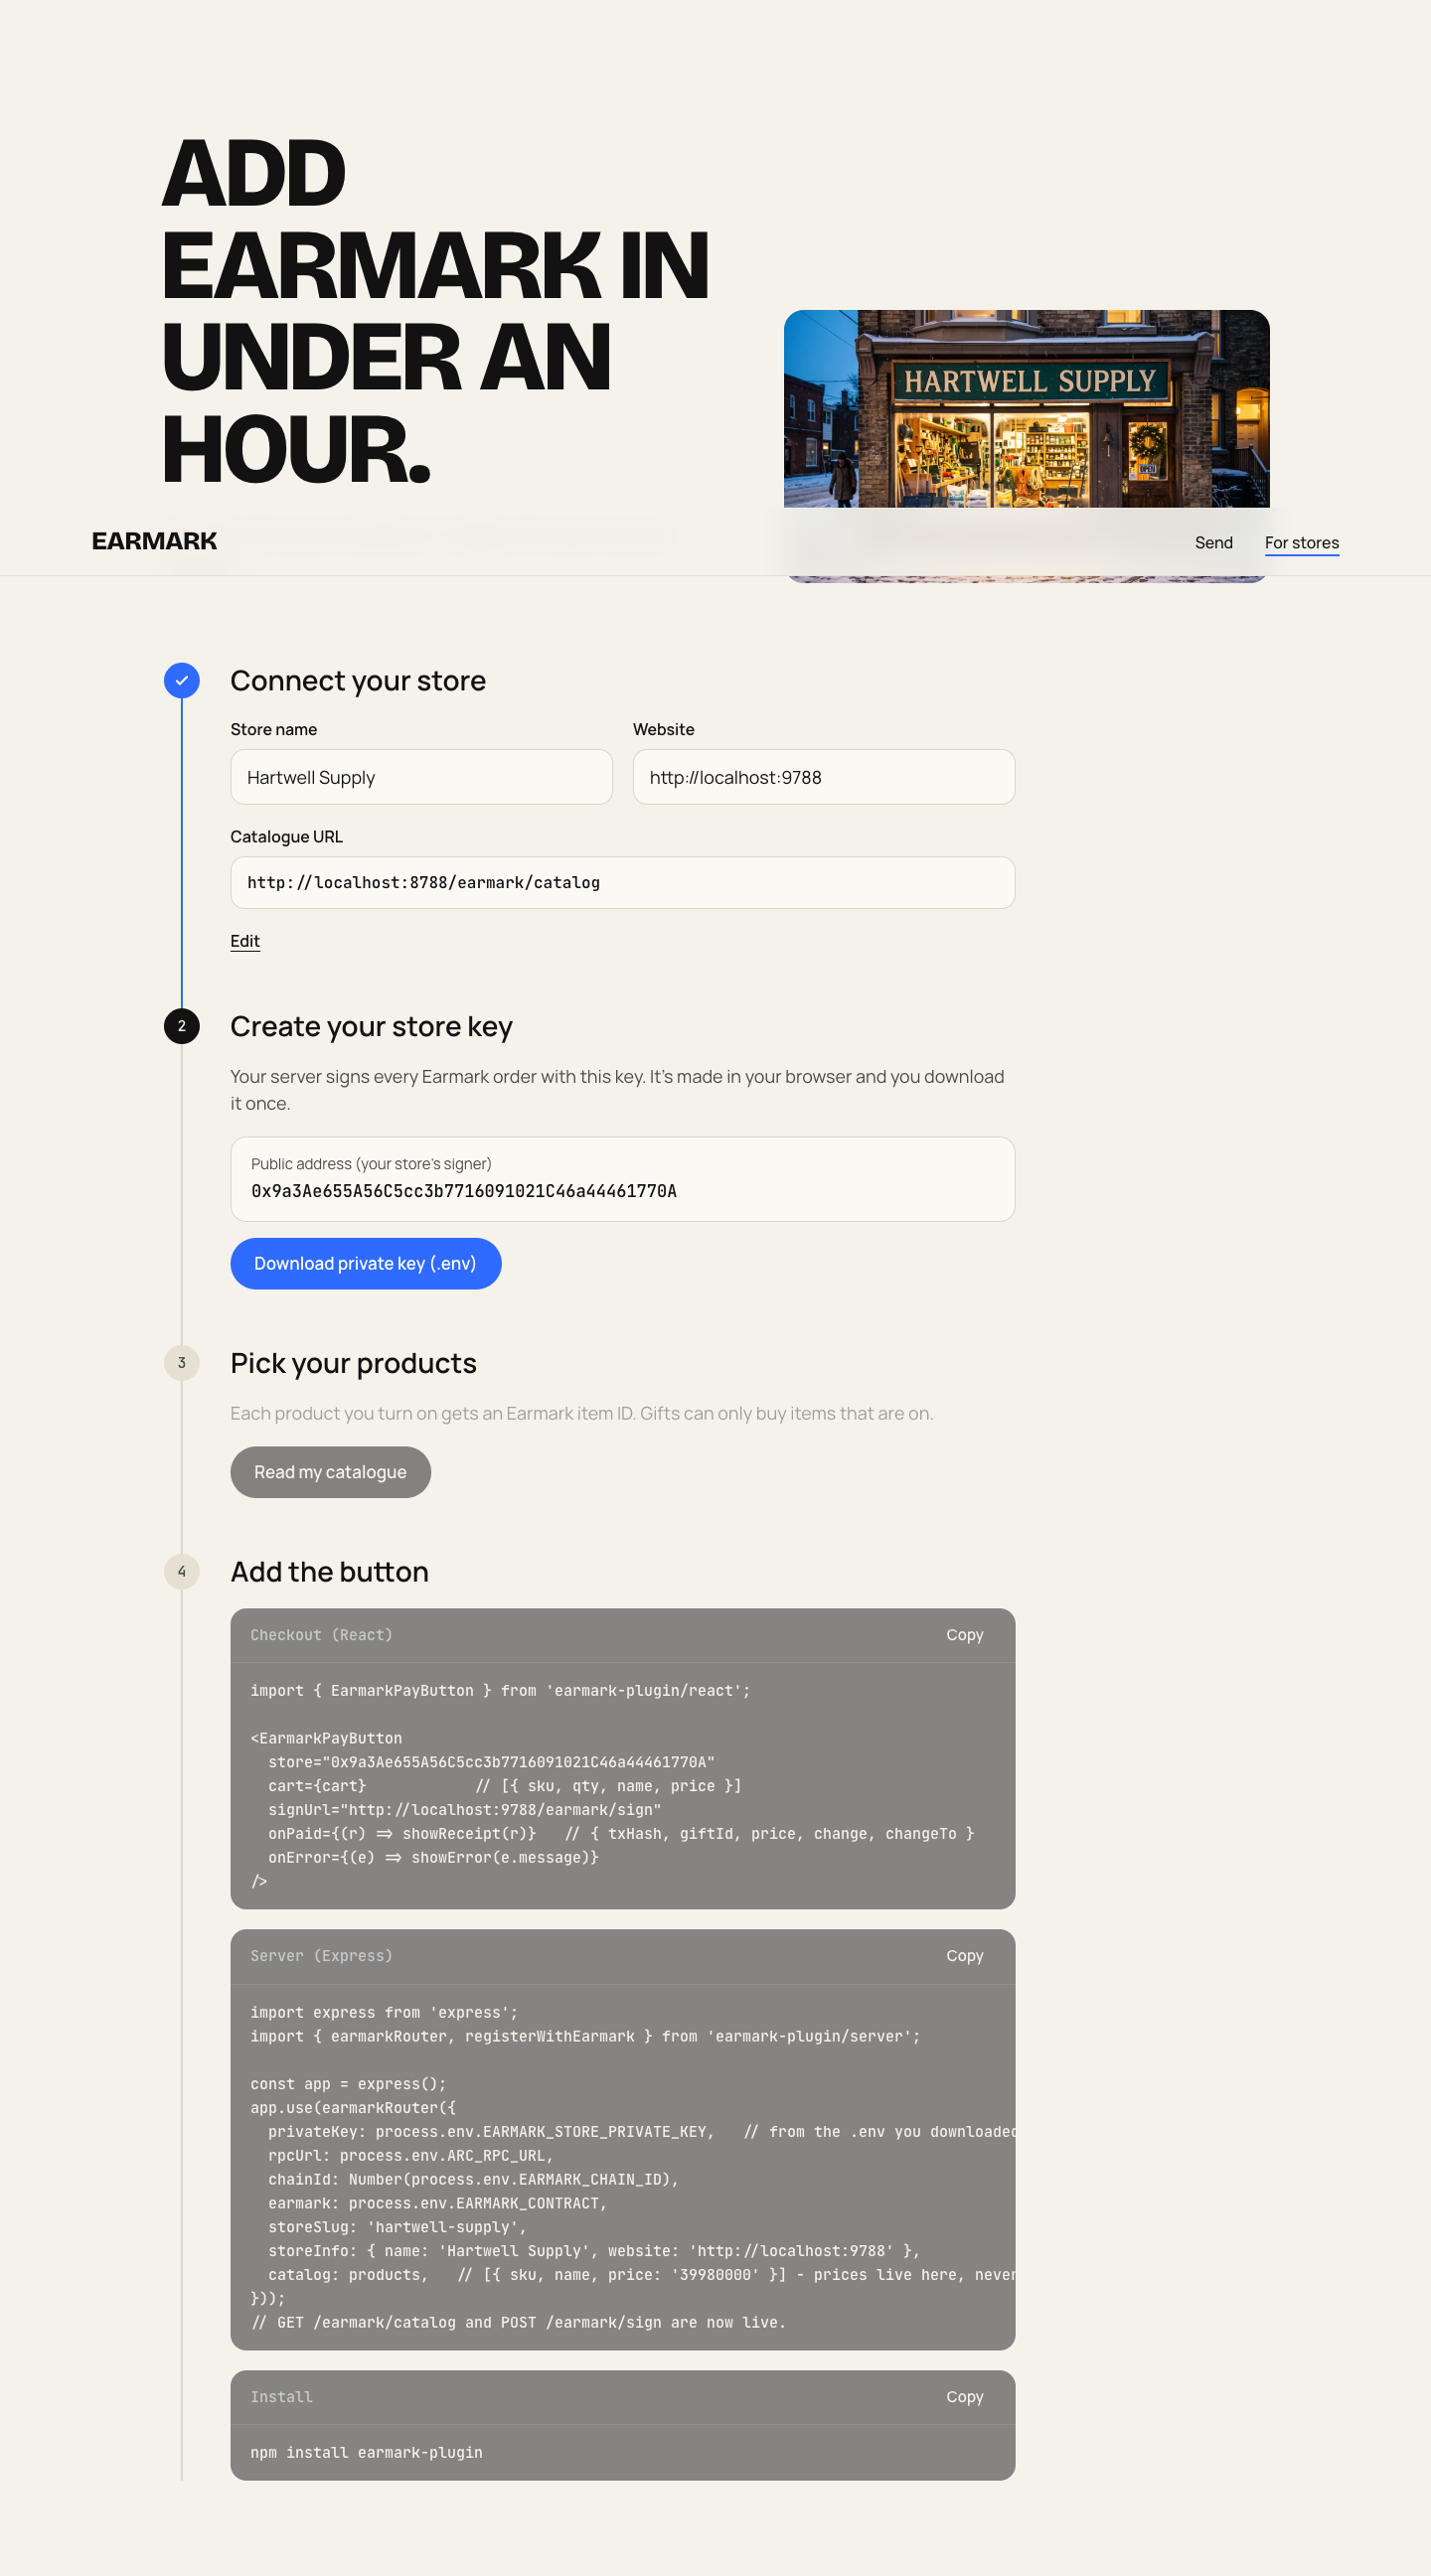 ADD
EARMARK IN
UNDER AN
HOUR.
HARTWELL SUPPLY
OPEN
EARMARK
Send
For stores
Connect your store
Store name
Website
Hartwell Supply
http://localhost:9788
Catalogue URL
http://localhost:8788/earmark/catalog
Edit
2
Create your store key
Your server signs every Earmark order with this key. It's made in your browser and you download
it once.
Public address (your store's signer)
0x9a3Ae655A56C5cc3b7716091021C46a44461770A
Download private key (.env)
3
Pick your products
Each product you turn on gets an Earmark item ID. Gifts can only buy items that are on.
Read my catalogue
4
Add the button
Checkout (React)
Copy
import { EarmarkPayButton } from 'earmark-plugin/react';
<EarmarkPayButton
store="0x9a3Ae655A56C5cc3b7716091021C46a44461770A"
cart={cart} // [{ sku, qty, name, price }]
signUrl="http://localhost:9788/earmark/sign"
onPaid={(r) => showReceipt(r)} // { txHash, giftId, price, change, changeTo }
onError={(e) => showError(e.message)}
/>
Server (Express)
Copy
import express from 'express';
import { earmarkRouter, registerWithEarmark } from 'earmark-plugin/server';
const app = express();
app.use(earmarkRouter({
privateKey: process.env.EARMARK_STORE_PRIVATE_KEY, // from the .env you downloaded
rpcUrl: process.env.ARC_RPC_URL,
chainId: Number(process.env.EARMARK_CHAIN_ID),
earmark: process.env.EARMARK_CONTRACT,
storeSlug: 'hartwell-supply',
storeInfo: { name: 'Hartwell Supply', website: 'http://localhost:9788' },
catalog: products, // [{ sku, name, price: '39980000' }] - prices live here, never
}));
// GET /earmark/catalog and POST /earmark/sign are now live.
Install
Copy
npm install earmark-plugin